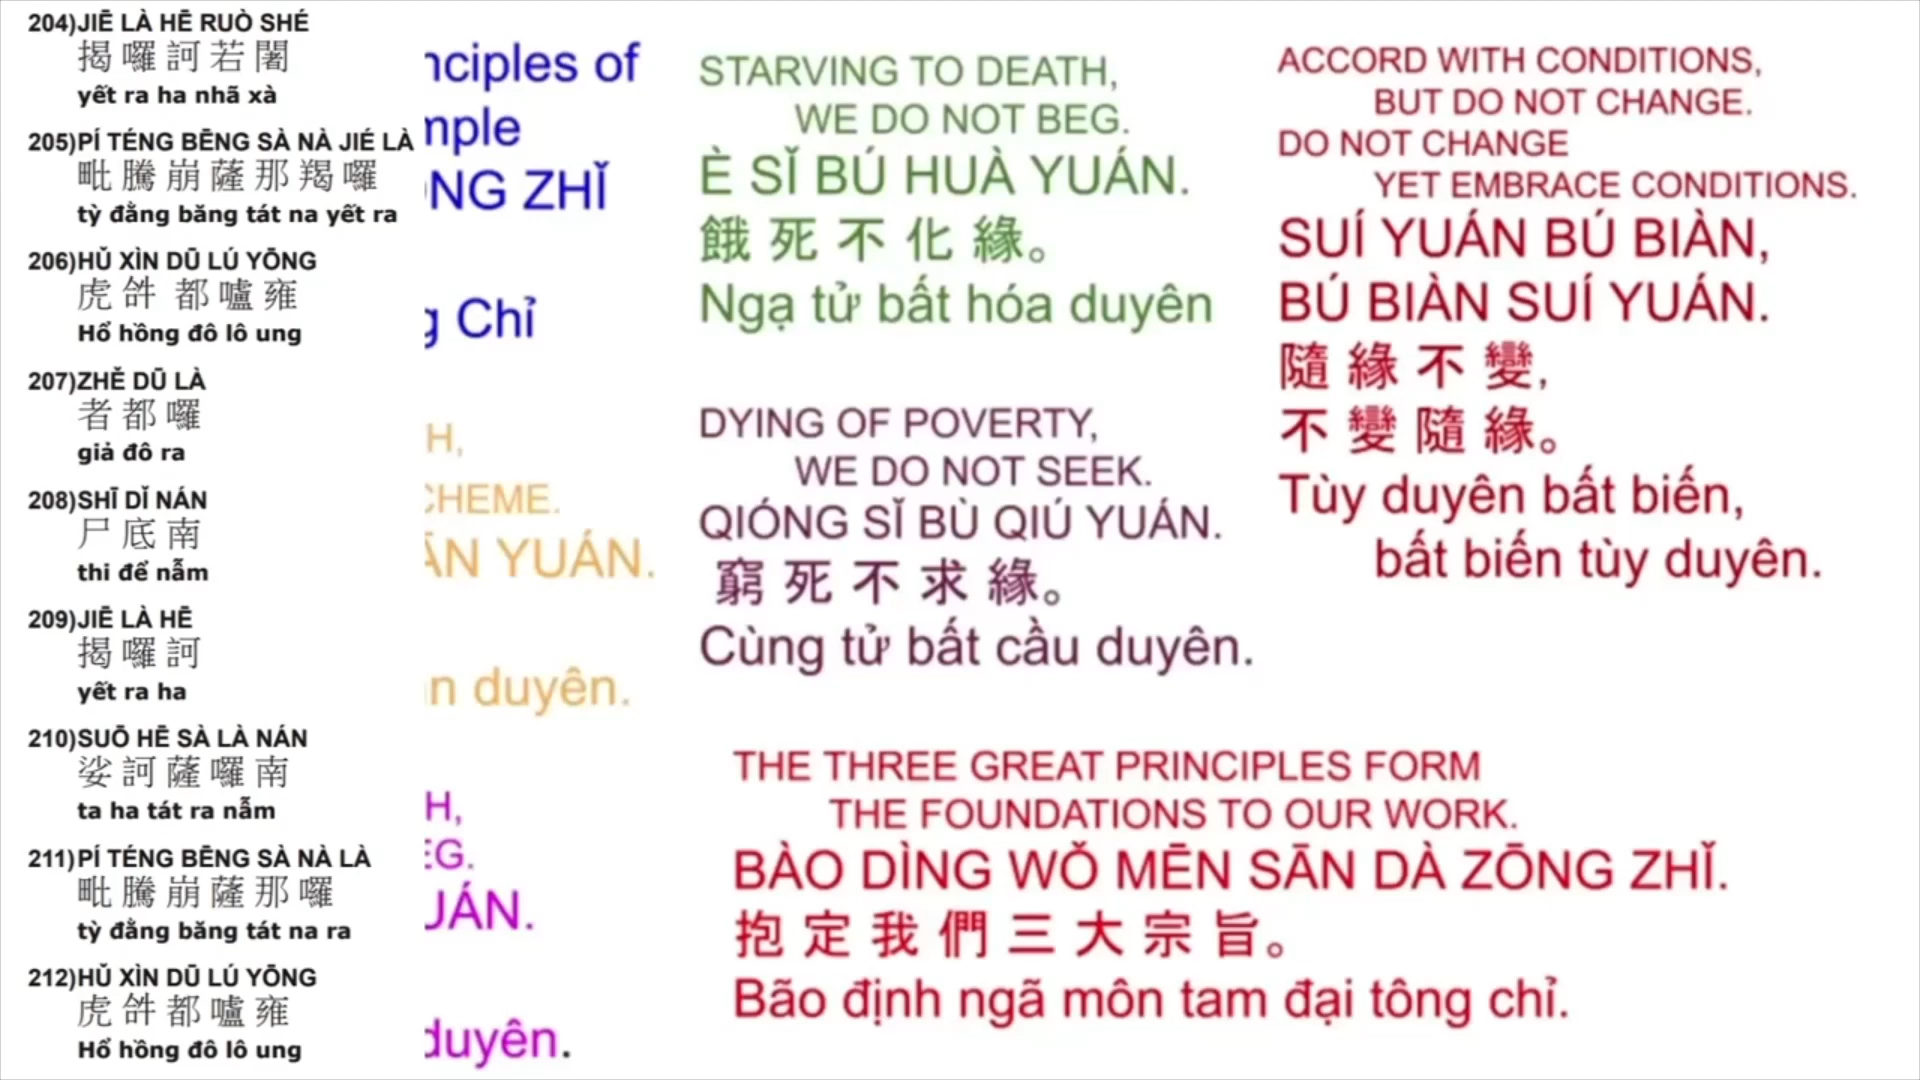 204)JIĒ LÀ HĒ RUÒ SHÉ
揭囉訶若闍
yết ra ha nhã xà
205)PÍ TÉNG BĒNG SÀ NÀ JIÉ LÀ
毗騰崩薩那羯囉
tỳ đằng băng tát na yết ra
206)HǓ XÌN DŪ LÚ YŌNG
虎𤙖都嚧雍
Hổ hồng đô lô ung
207)ZHĚ DŪ LÀ
者都囉
giả đô ra
208)SHĪ DǏ NÁN
尸底南
thi để nẫm
209)JIĒ LÀ HĒ
揭囉訶
yết ra ha
210)SUŌ HĒ SÀ LÀ NÁN
娑訶薩囉南
ta ha tát ra nẫm
211)PÍ TÉNG BĒNG SÀ NÀ LÀ
毗騰崩薩那囉
tỳ đằng băng tát na ra
212)HǓ XÌN DŪ LÚ YŌNG
虎𤙖都嚧雍
Hổ hồng đô lô ung
nciples of
mple
ONG ZHǏ
g Chỉ
H,
CHEME.
ĀN YUÁN.
n duyên.
H,
EG.
UÁN.
duyên.
STARVING TO DEATH,
WE DO NOT BEG.
È SǏ BÚ HUÀ YUÁN.
餓死不化緣。
Ngạ tử bất hóa duyên
DYING OF POVERTY,
WE DO NOT SEEK.
QIÓNG SǏ BÙ QIÚ YUÁN.
窮死不求緣。
Cùng tử bất cầu duyên.
ACCORD WITH CONDITIONS,
BUT DO NOT CHANGE.
DO NOT CHANGE
YET EMBRACE CONDITIONS.
SUÍ YUÁN BÚ BIÀN,
BÚ BIÀN SUÍ YUÁN.
隨緣不變,
不變隨緣。
Tùy duyên bất biến,
bất biến tùy duyên.
THE THREE GREAT PRINCIPLES FORM
THE FOUNDATIONS TO OUR WORK.
BÀO DÌNG WǑ MĒN SĀN DÀ ZŌNG ZHǏ.
抱定我們三大宗旨。
Bão định ngã môn tam đại tông chỉ.